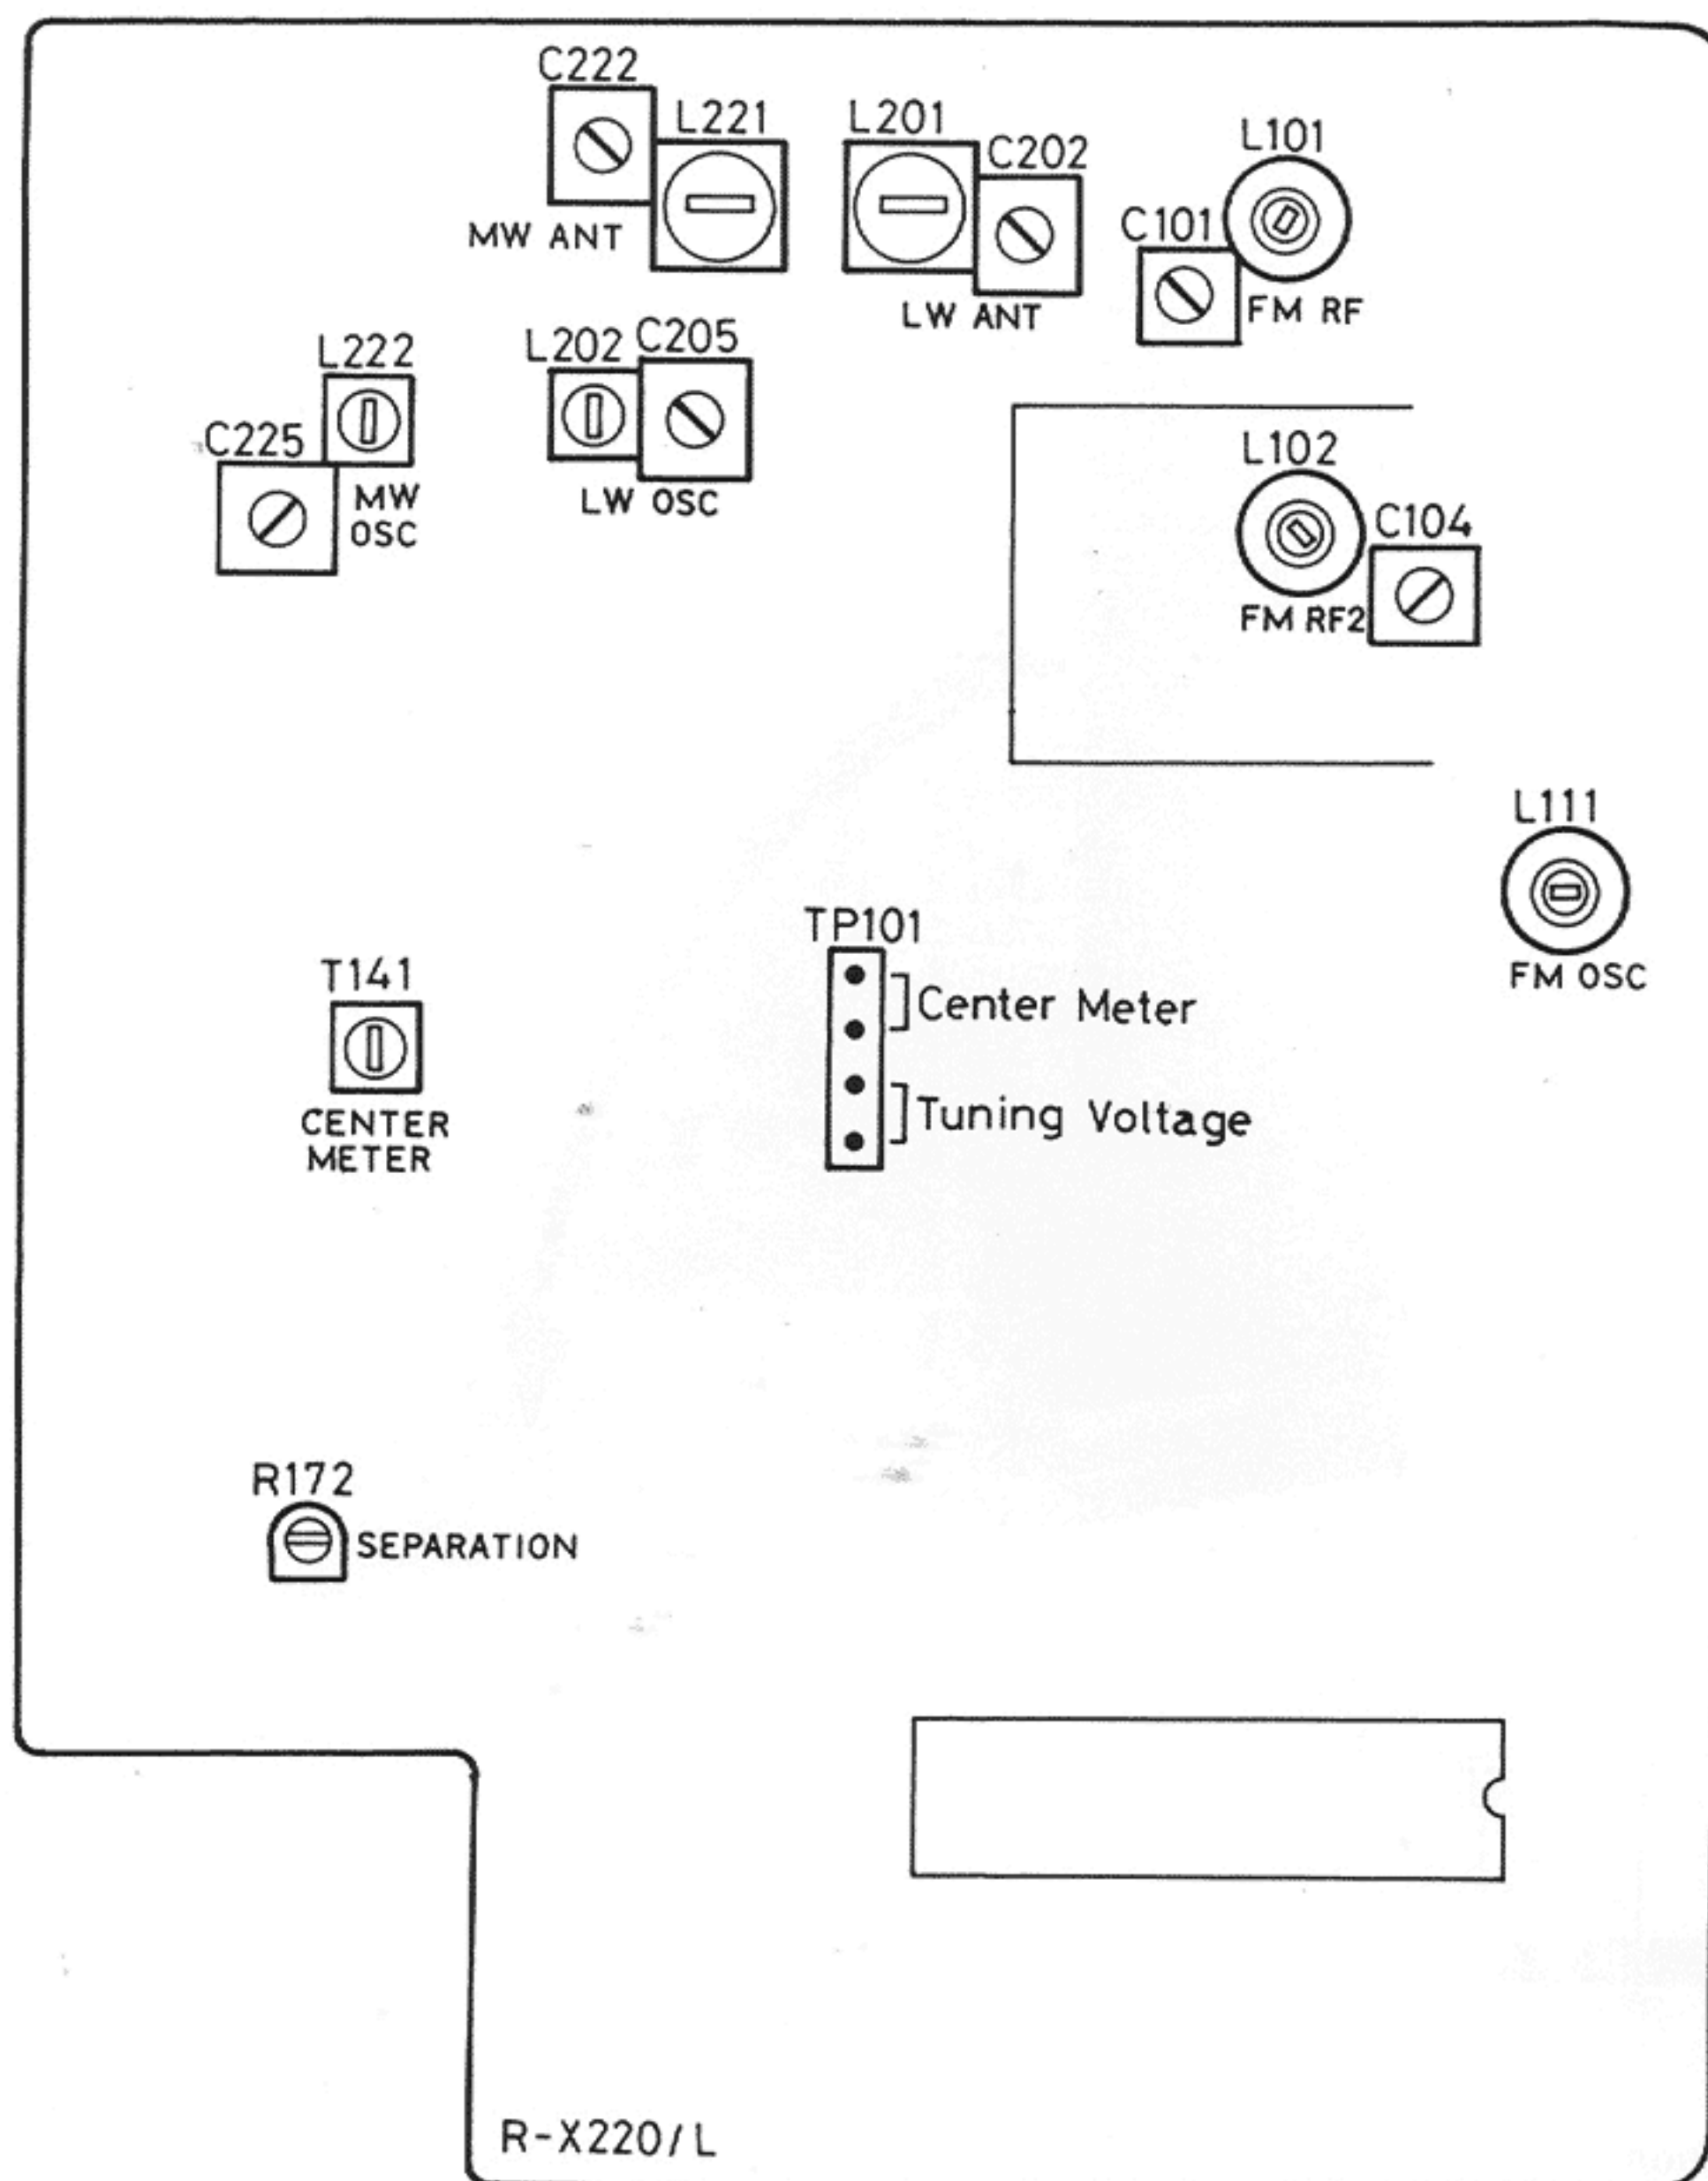 C222
L221
L201
C202
L101
C101
MW ANT
LW ANT
FM RF
L222
L202
C205
C225
MW
OSC
LW OSC
L102
C104
FM RF2
L111
FM OSC
TP101
Center Meter
Tuning Voltage
T141
CENTER
METER
R172
SEPARATION
R-X220/L